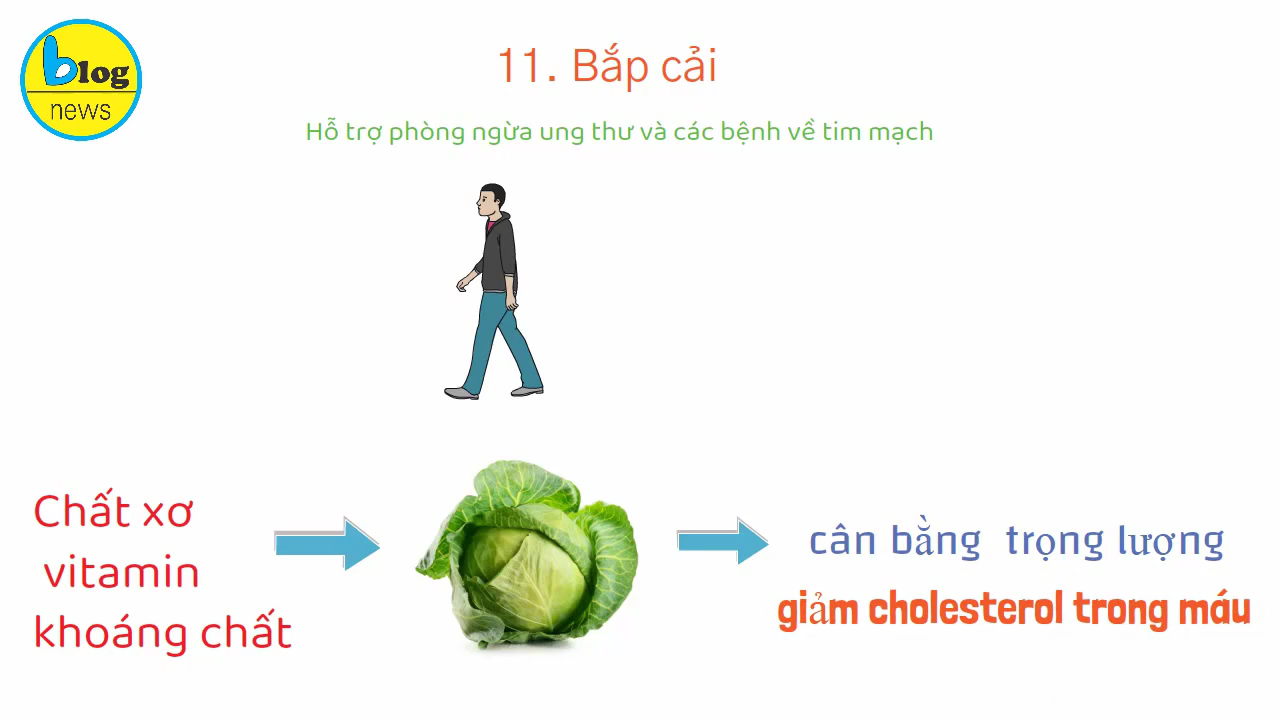 blog
news
11. Bắp cải
Hỗ trợ phòng ngừa ung thư và các bệnh về tim mạch
Chất xơ
vitamin
khoáng chất
cân bằng trọng lượng
giảm cholesterol trong máu